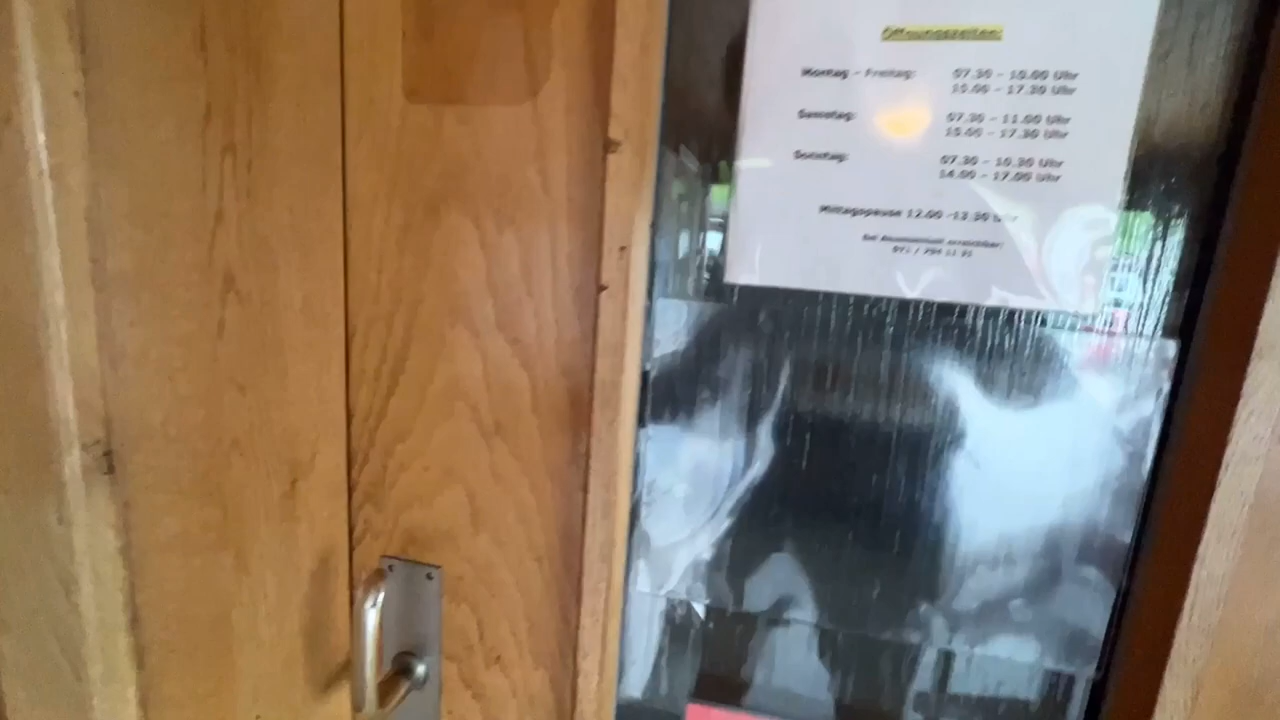 Öffnungszeiten:
Montag - Freitag: 07.30 - 10.00 Uhr
15.00 - 17.30 Uhr
Samstag: 07.30 - 11.00 Uhr
15.00 - 17.30 Uhr
Sonntag: 07.30 - 10.30 Uhr
14.00 - 17.00 Uhr
Mittagspause 12.00 -13.30 Uhr
erreichbar: